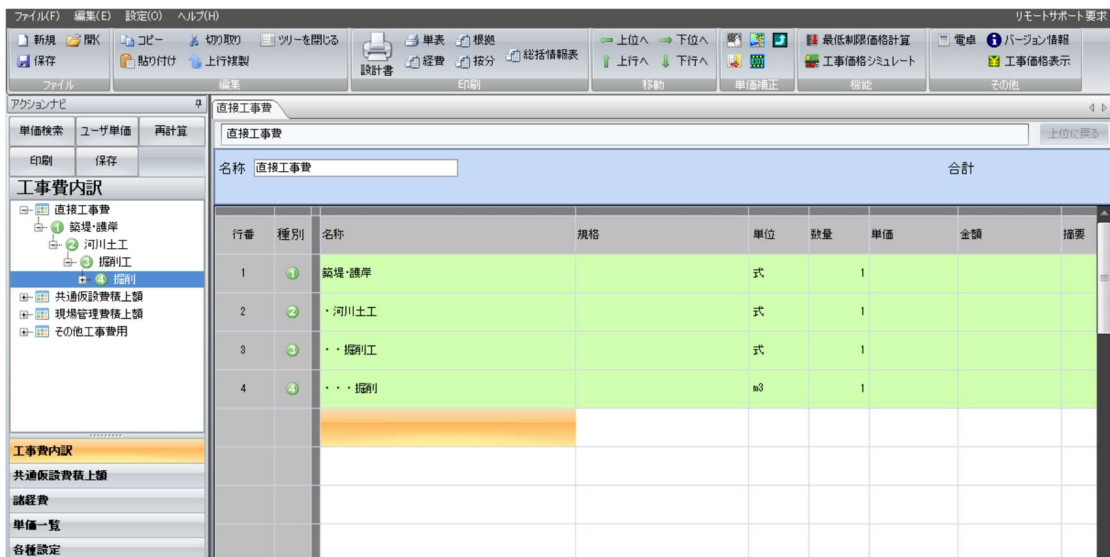 ファイル(F) 編集(E) 設定(O) ヘルプ(H) リモートサポート要求
新規 開く コピー 切り取り ツリーを閉じる 設計書 単表 根拠 総括情報表 上位へ 下位へ 最低制限価格計算 電卓 バージョン情報
保存 貼り付け 上行複製 経費 按分 上行へ 下行へ 工事価格シミュレート 工事価格表示
ファイル 編集 印刷 移動 単価補正 機能 その他
アクションナビ 直接工事費
単価検索 ユーザ単価 再計算 直接工事費 上位に戻る
印刷 保存
名称 直接工事費 合計
工事費内訳
直接工事費
1 築堤・護岸
2 河川土工
3 掘削工
4 掘削
共通仮設費積上額
現場管理費積上額
その他工事費用
行番 種別 名称 規格 単位 数量 単価 金額 摘要
1 1 築堤・護岸 式 1
2 2 ・河川土工 式 1
3 3 ・・掘削工 式 1
4 4 ・・・掘削 m3 1
工事費内訳
共通仮設費積上額
諸経費
単価一覧
各種設定